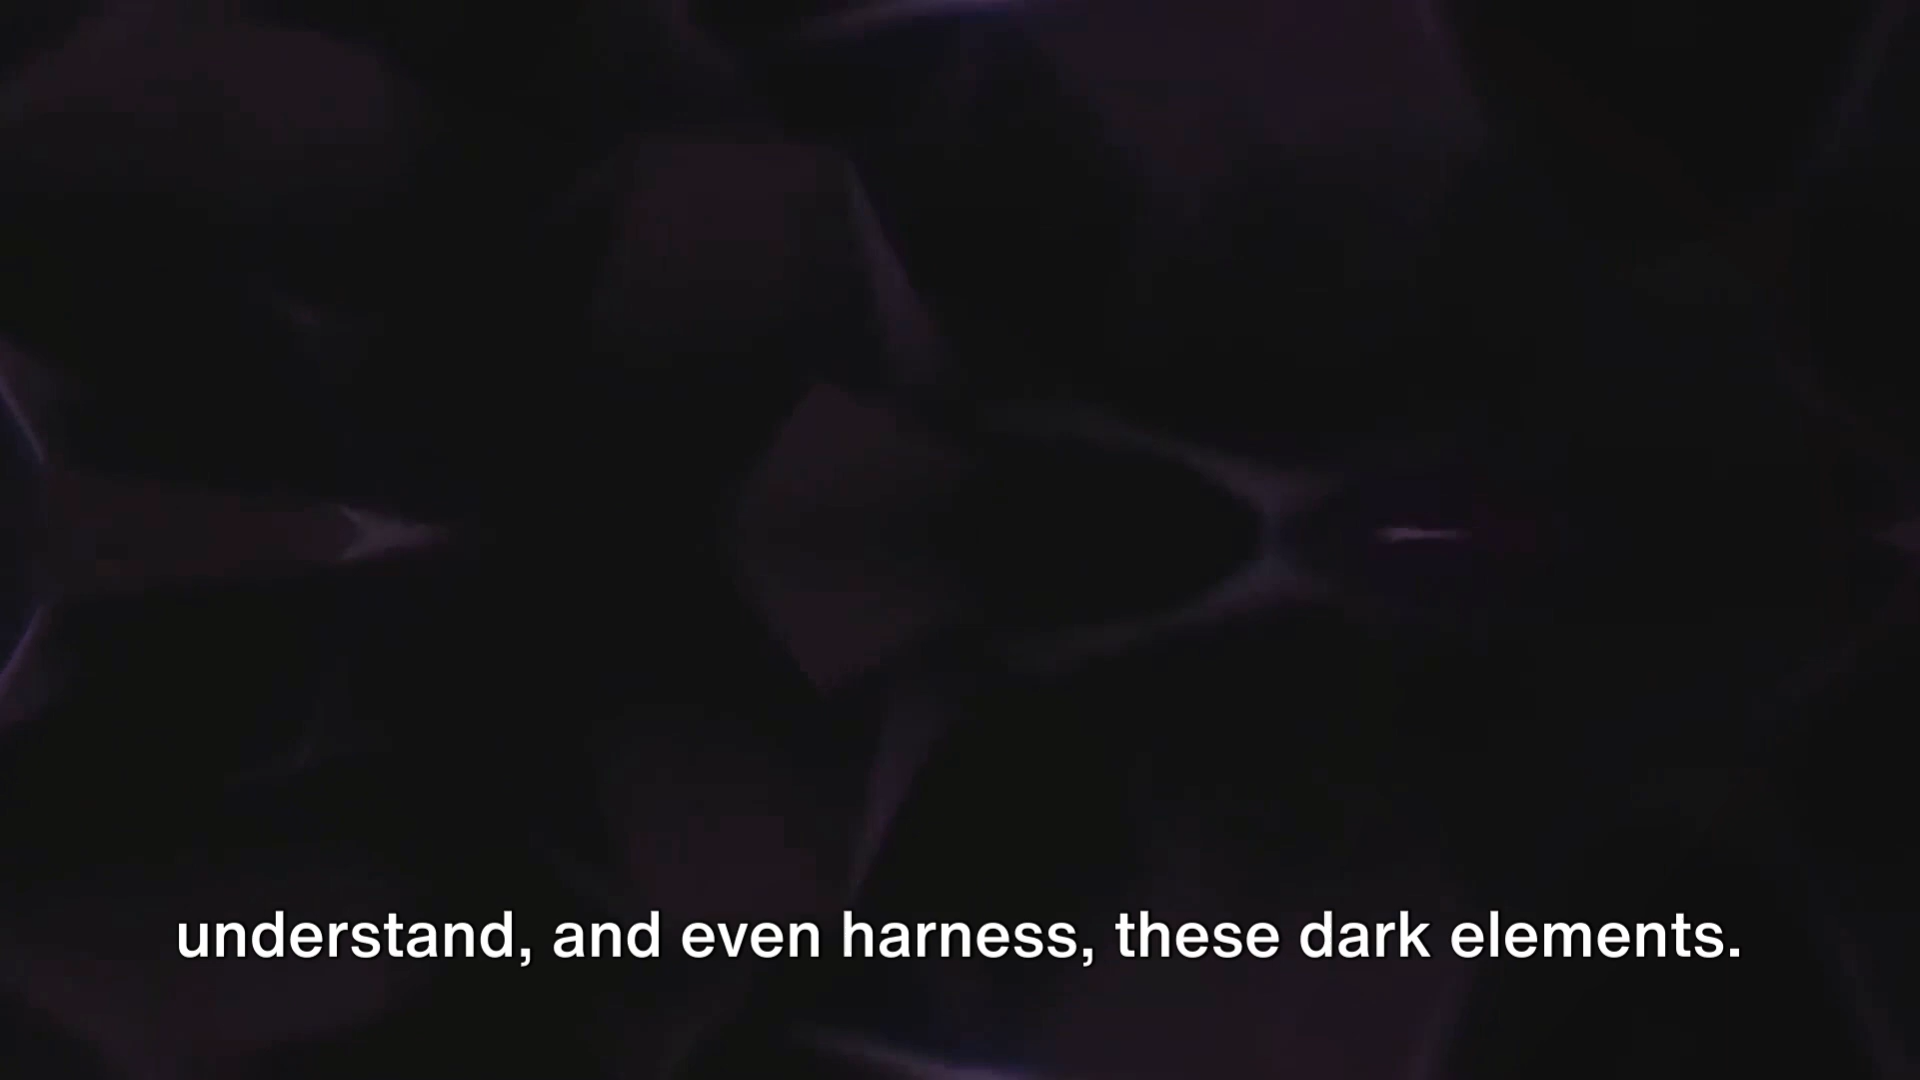 understand, and even harness, these dark elements.